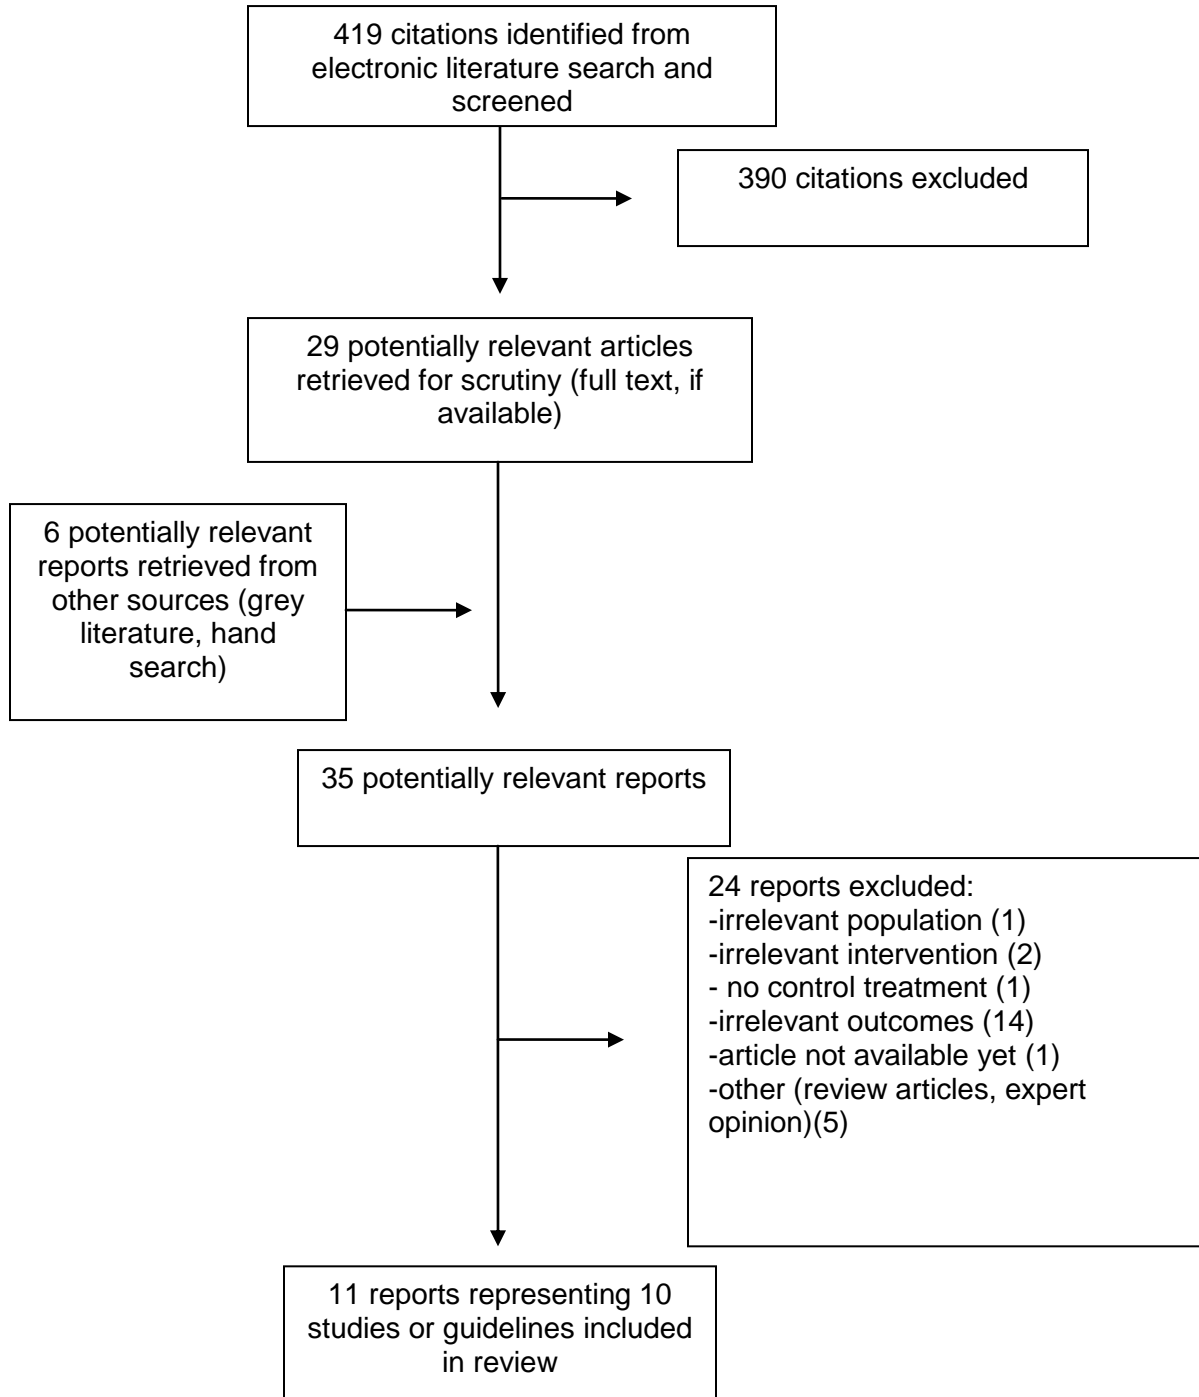 419 citations identified from
electronic literature search and
screened
390 citations excluded
29 potentially relevant articles
retrieved for scrutiny (full text, if
available)
6 potentially relevant
reports retrieved from
other sources (grey
literature, hand
search)
35 potentially relevant reports
24 reports excluded:
-irrelevant population (1)
-irrelevant intervention (2)
- no control treatment (1)
-irrelevant outcomes (14)
-article not available yet (1)
-other (review articles, expert
opinion)(5)
11 reports representing 10
studies or guidelines included
in review